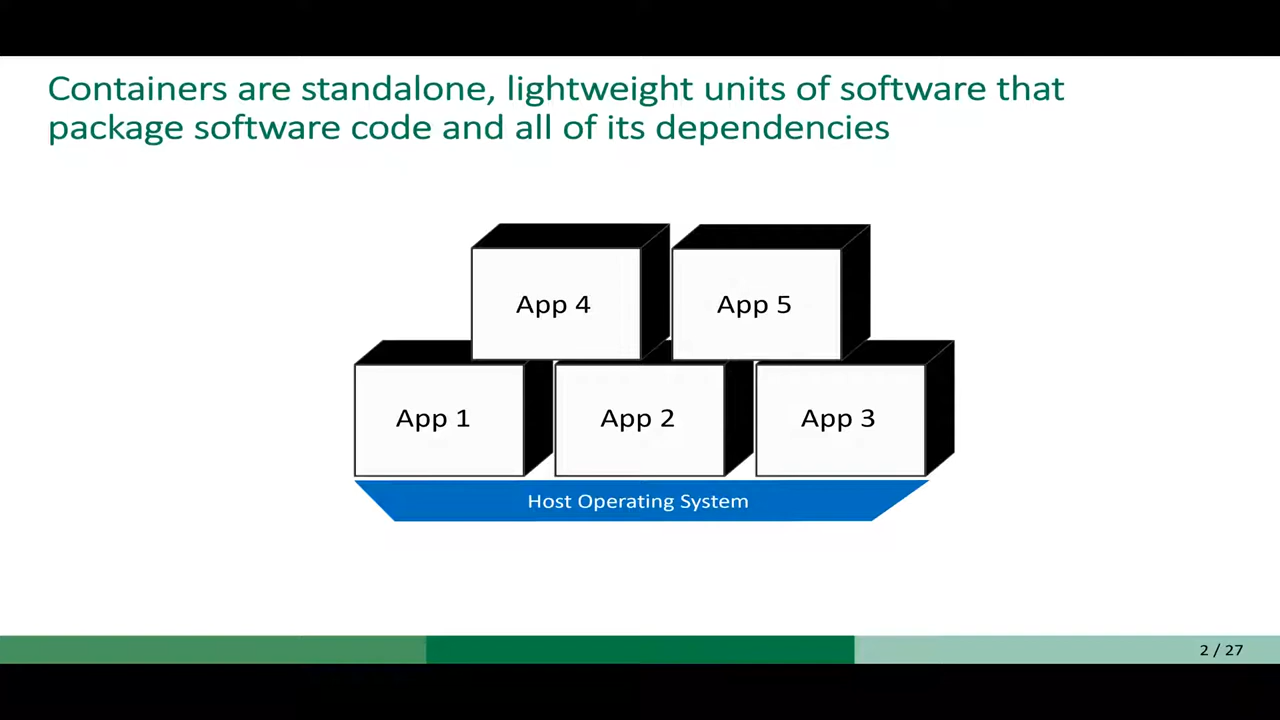 Containers are standalone, lightweight units of software that
package software code and all of its dependencies
App 4
App 5
App 1
App 2
App 3
Host Operating System
2 / 27